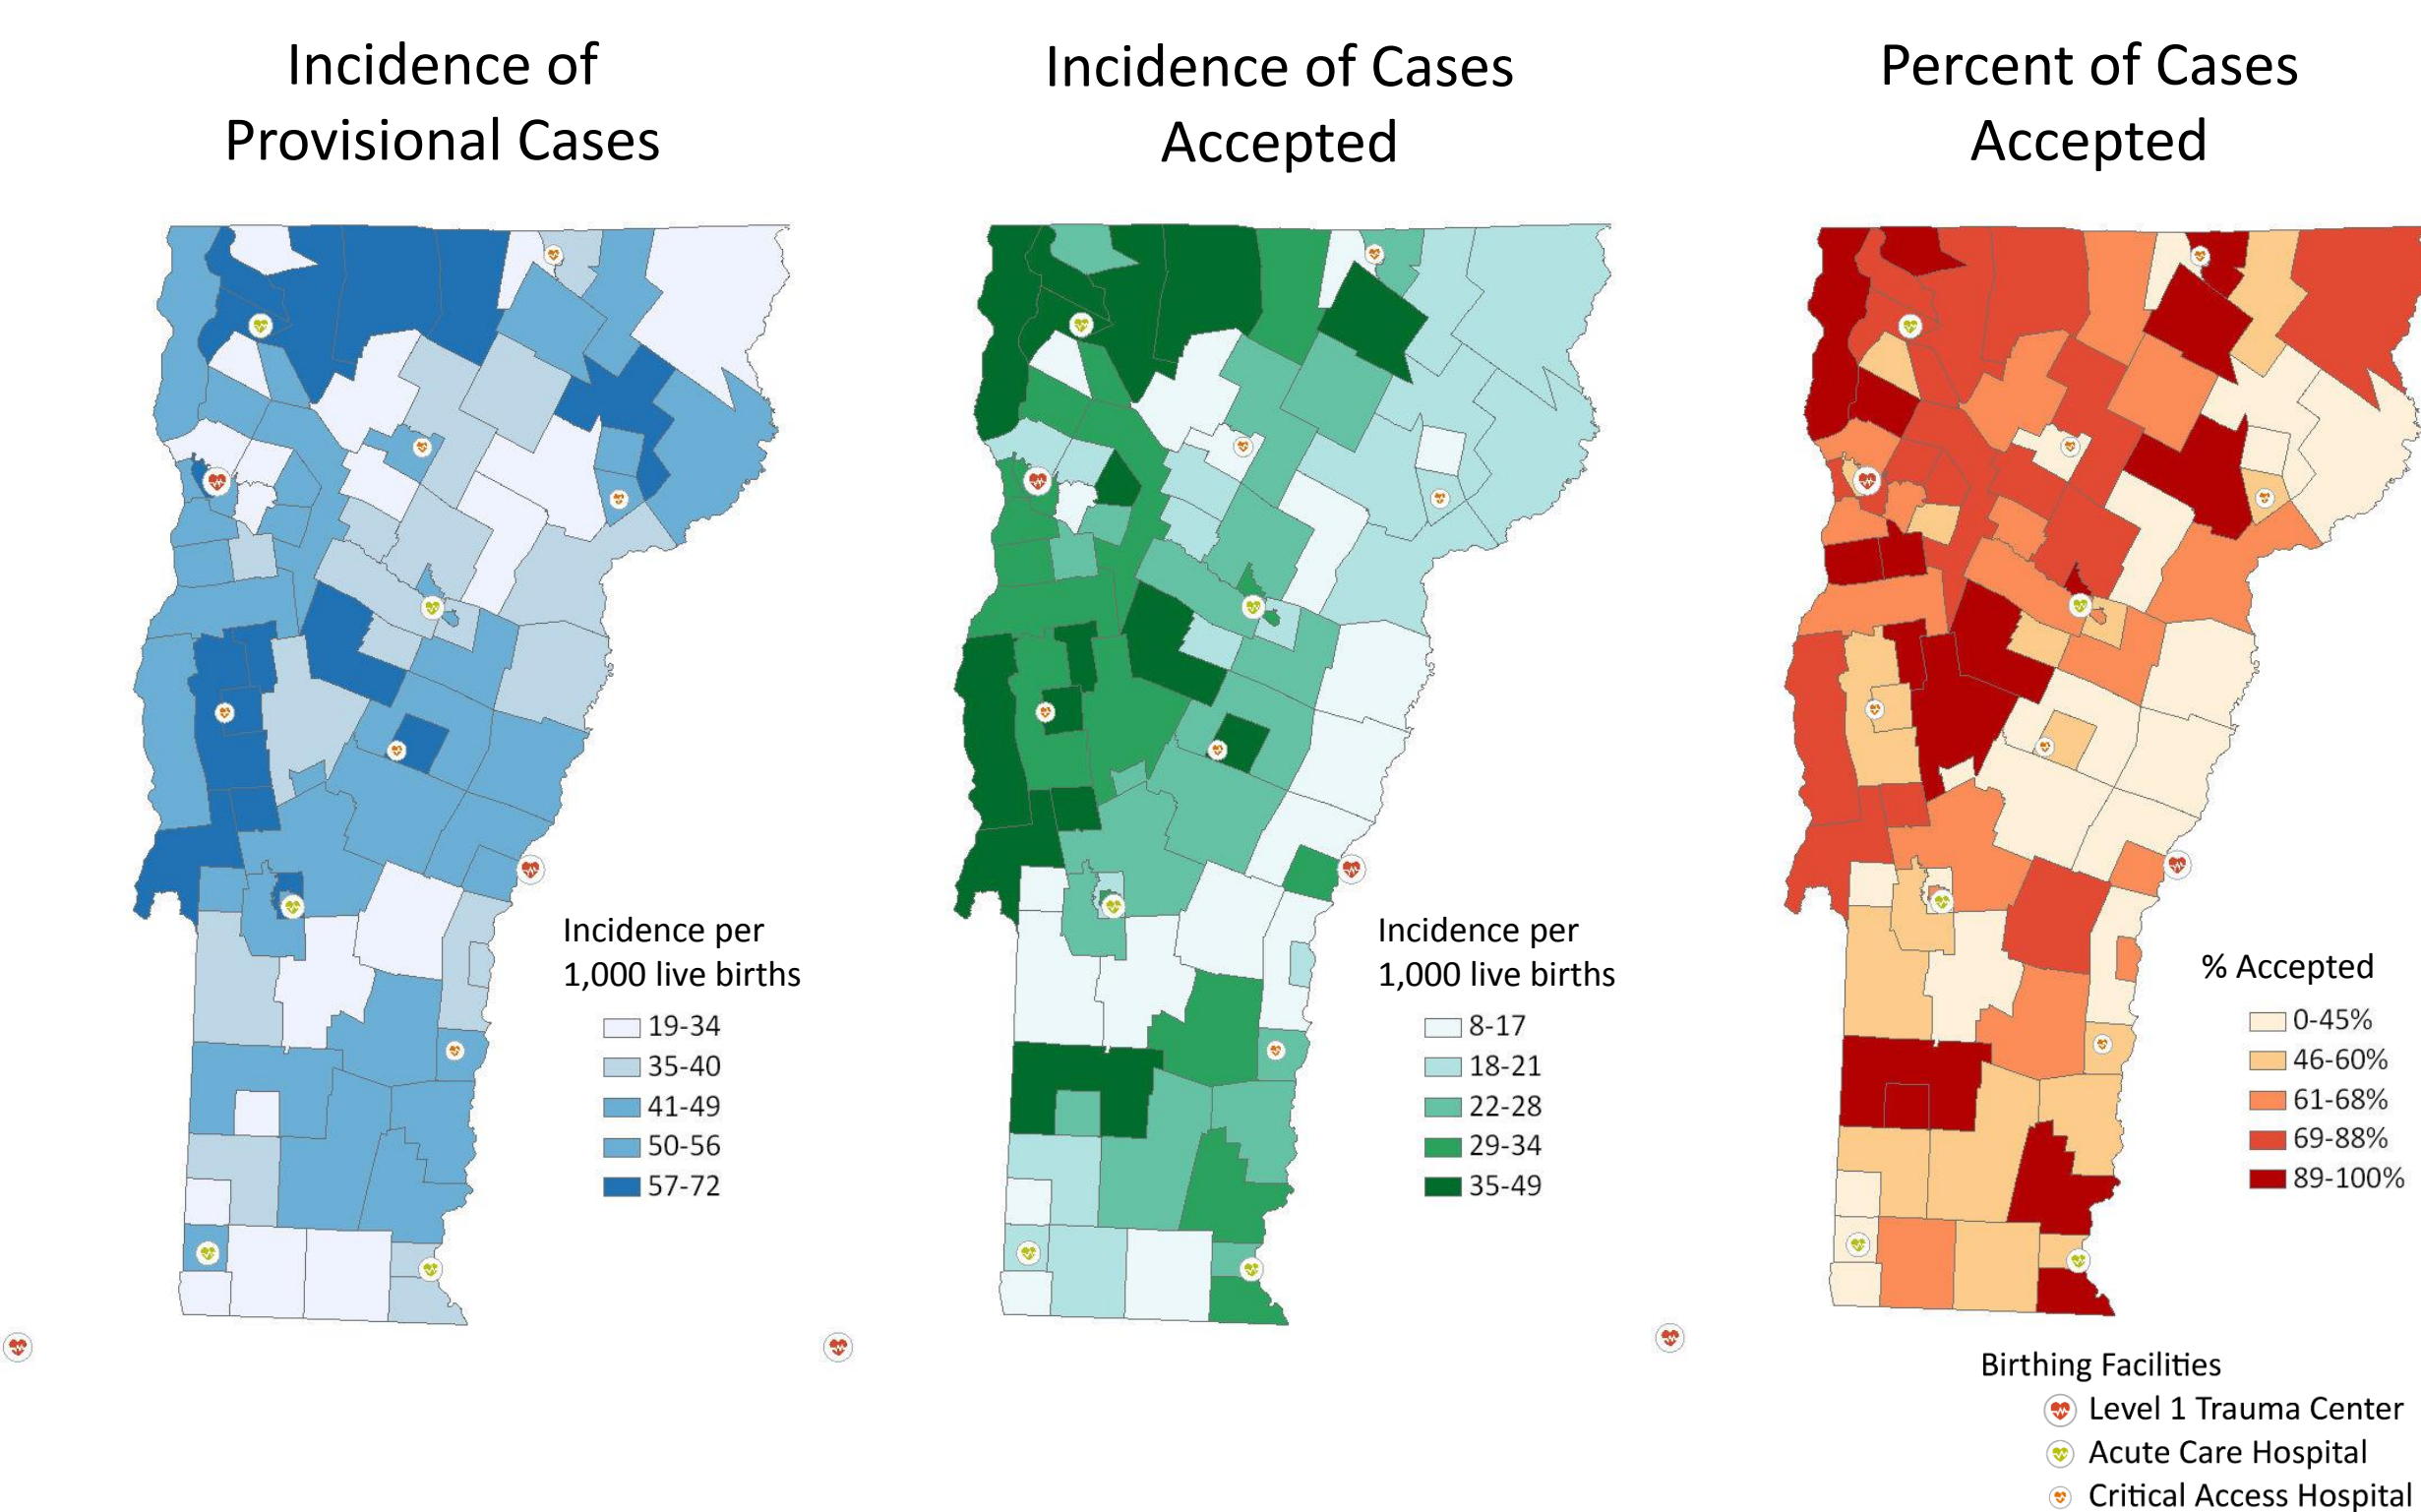 Incidence of
Provisional Cases
Incidence of Cases
Accepted
Percent of Cases
Accepted
Incidence per
1,000 live births
19-34
35-40
41-49
50-56
57-72
Incidence per
1,000 live births
8-17
18-21
22-28
29-34
35-49
% Accepted
0-45%
46-60%
61-68%
69-88%
89-100%
Birthing Facilities
Level 1 Trauma Center
Acute Care Hospital
Critical Access Hospital